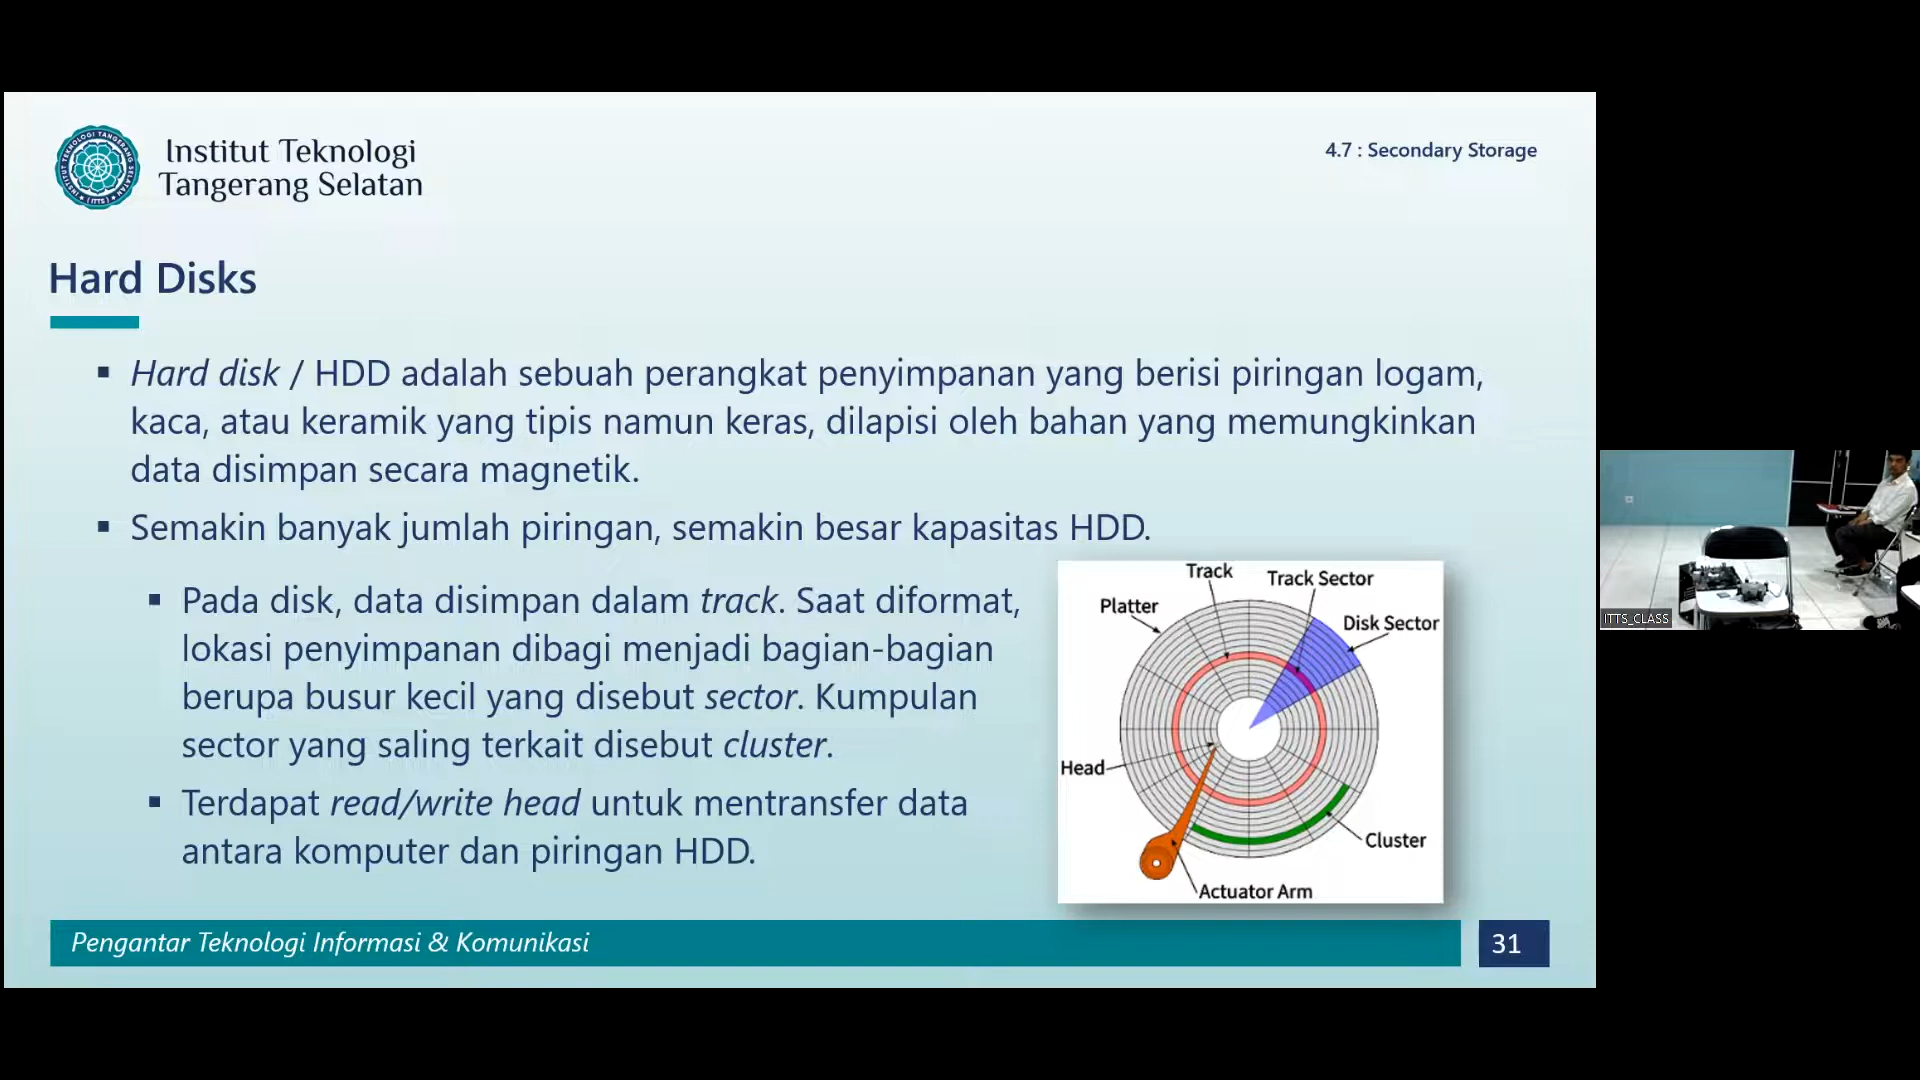 Institut Teknologi
Tangerang Selatan
4.7 : Secondary Storage
Hard Disks
▪ Hard disk / HDD adalah sebuah perangkat penyimpanan yang berisi piringan logam,
kaca, atau keramik yang tipis namun keras, dilapisi oleh bahan yang memungkinkan
data disimpan secara magnetik.
▪ Semakin banyak jumlah piringan, semakin besar kapasitas HDD.
▪ Pada disk, data disimpan dalam track. Saat diformat,
lokasi penyimpanan dibagi menjadi bagian-bagian
berupa busur kecil yang disebut sector. Kumpulan
sector yang saling terkait disebut cluster.
▪ Terdapat read/write head untuk mentransfer data
antara komputer dan piringan HDD.
Track
Track Sector
Platter
Disk Sector
Head
Cluster
Actuator Arm
Pengantar Teknologi Informasi & Komunikasi
31
ITTS_CLASS
INSTITUT TEKNOLOGI TANGERANG SELATAN
(ITTS)